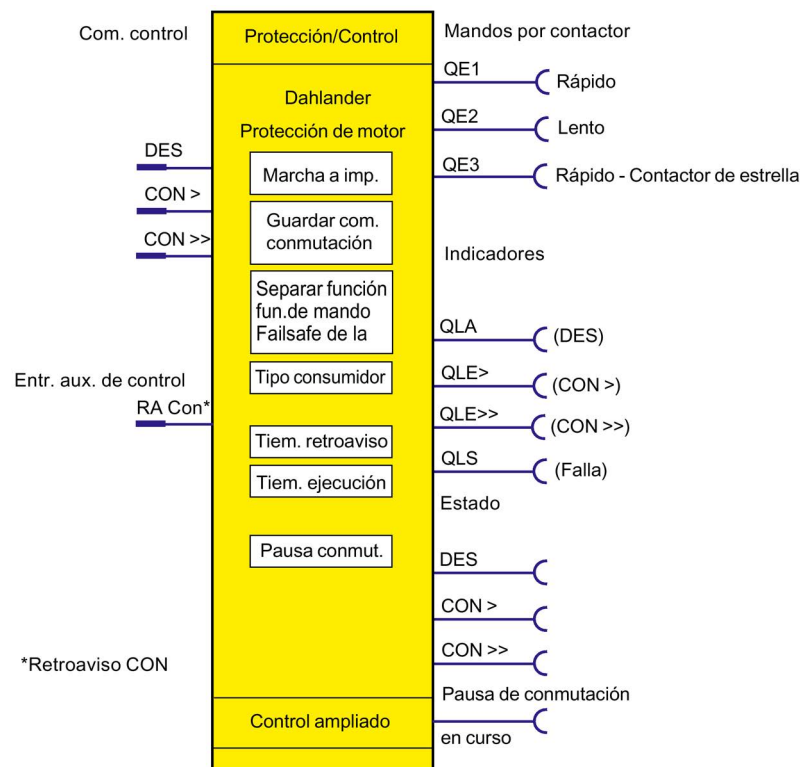 Com. control
Protección/Control
Mandos por contactor
QE1
Rápido
Dahlander
QE2
Lento
Protección de motor
DES
QE3
Marcha a imp.
Rápido - Contactor de estrella
CON >
Guardar com.
conmutación
CON >>
Indicadores
Separar función
fun.de mando
Failsafe de la
QLA
(DES)
Entr. aux. de control
Tipo consumidor
QLE>
(CON >)
RA Con*
QLE>>
(CON >>)
Tiem. retroaviso
QLS
(Falla)
Tiem. ejecución
Estado
Pausa conmut.
DES
CON >
CON >>
*Retroaviso CON
Pausa de conmutación
Control ampliado
en curso